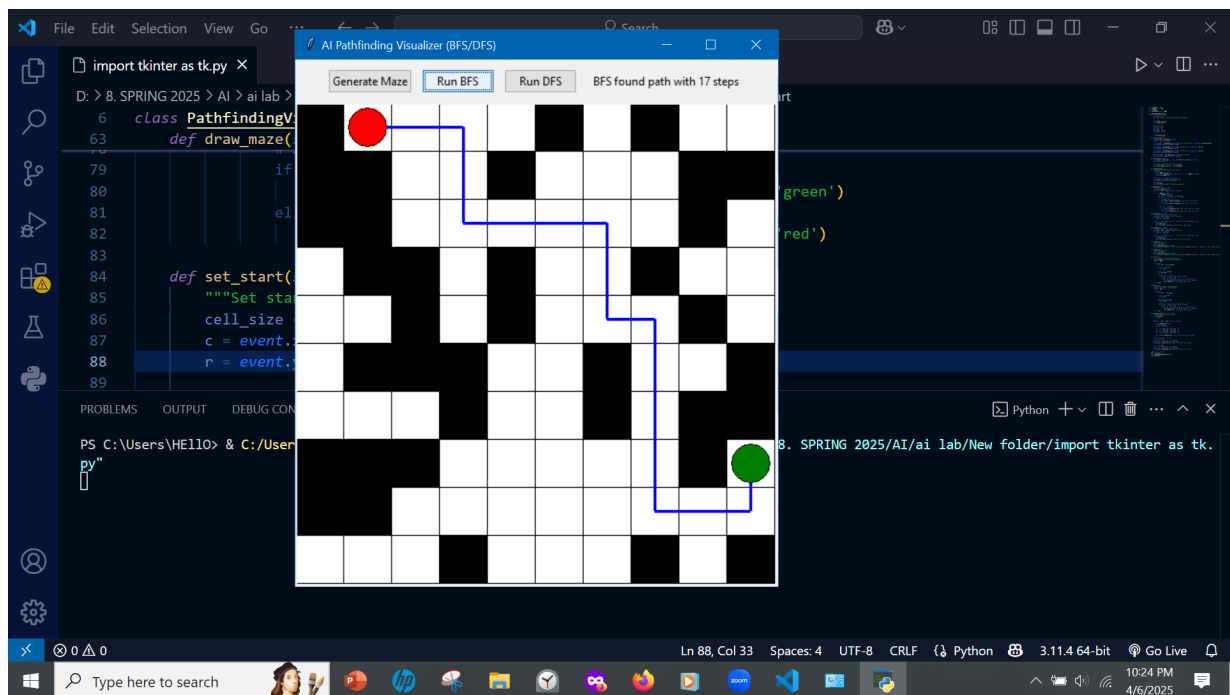 File Edit Selection View Go ··· Search
AI Pathfinding Visualizer (BFS/DFS)
import tkinter as tk.py
Generate Maze Run BFS Run DFS BFS found path with 17 steps
D: > 8. SPRING 2025 > AI > ai lab >
6 class PathfindingV
63 def draw_maze(
79 if
80 'green')
81 el
82 'red')
83
84 def set_start(
85 """Set sta
86 cell_size
87 c = event.
88 r = event.y
89
PROBLEMS OUTPUT DEBUG CON Python
PS C:\Users\HEllO> & C:/User 8. SPRING 2025/AI/ai lab/New folder/import tkinter as tk.
py"
0 0 Ln 88, Col 33 Spaces: 4 UTF-8 CRLF {} Python 3.11.4 64-bit Go Live
Type here to search zoom 10:24 PM
4/6/2025